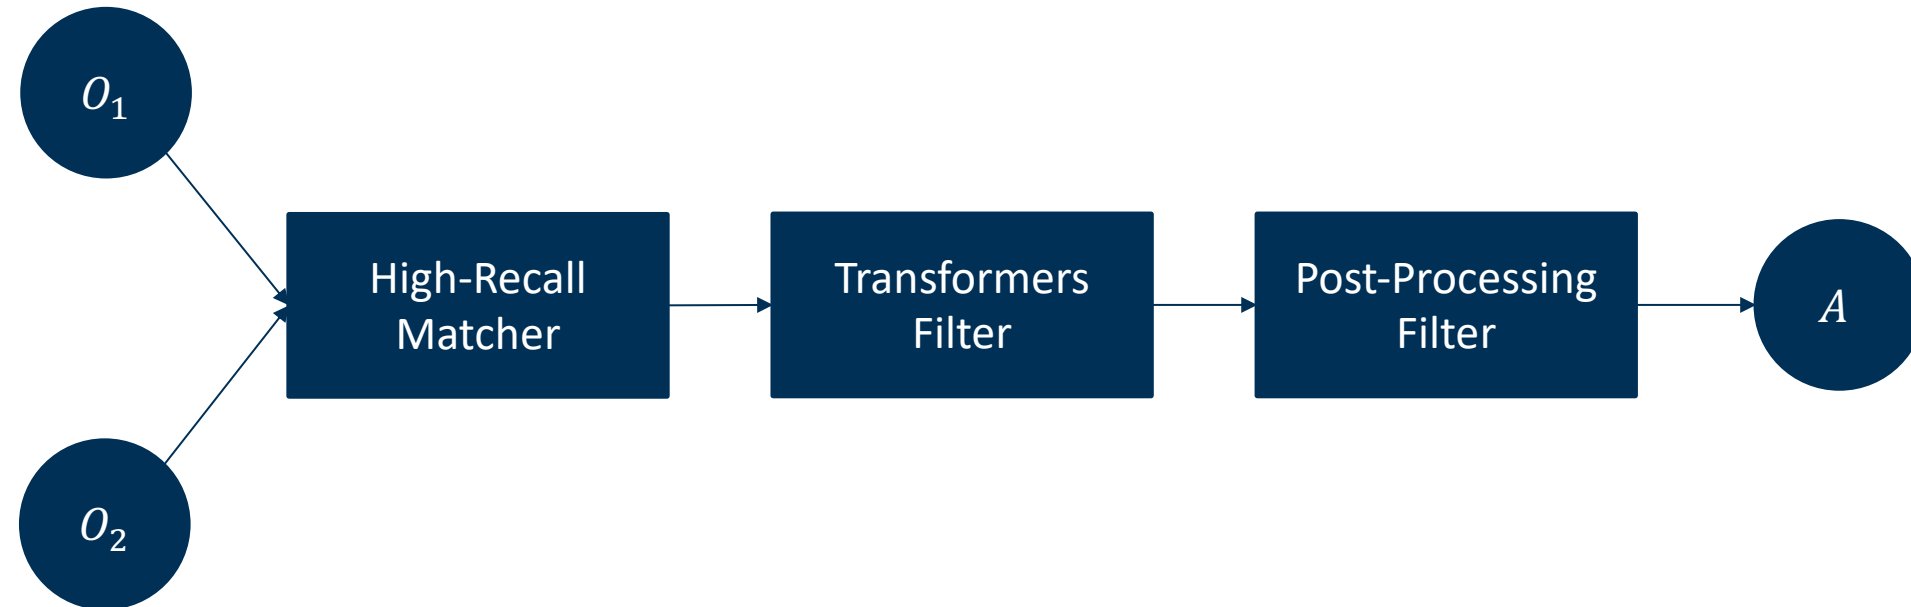 O₁
High-Recall
Matcher
Transformers
Filter
Post-Processing
Filter
A
O₂